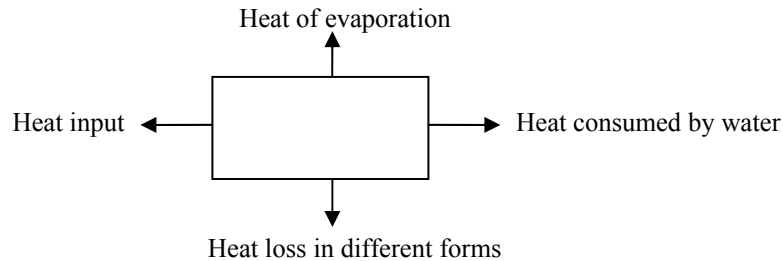 Heat of evaporation
Heat input
Heat consumed by water
Heat loss in different forms